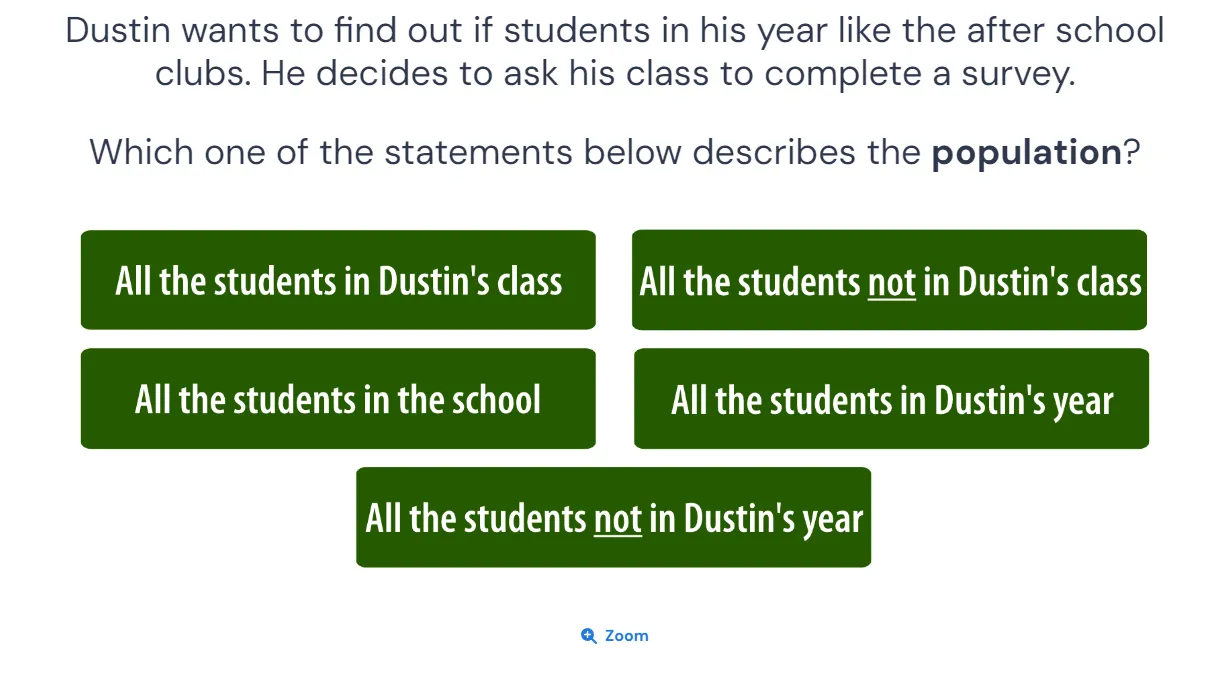 Dustin wants to find out if students in his year like the after school
clubs. He decides to ask his class to complete a survey.
Which one of the statements below describes the population?
All the students in Dustin's class
All the students not in Dustin's class
All the students in the school
All the students in Dustin's year
All the students not in Dustin's year
Zoom